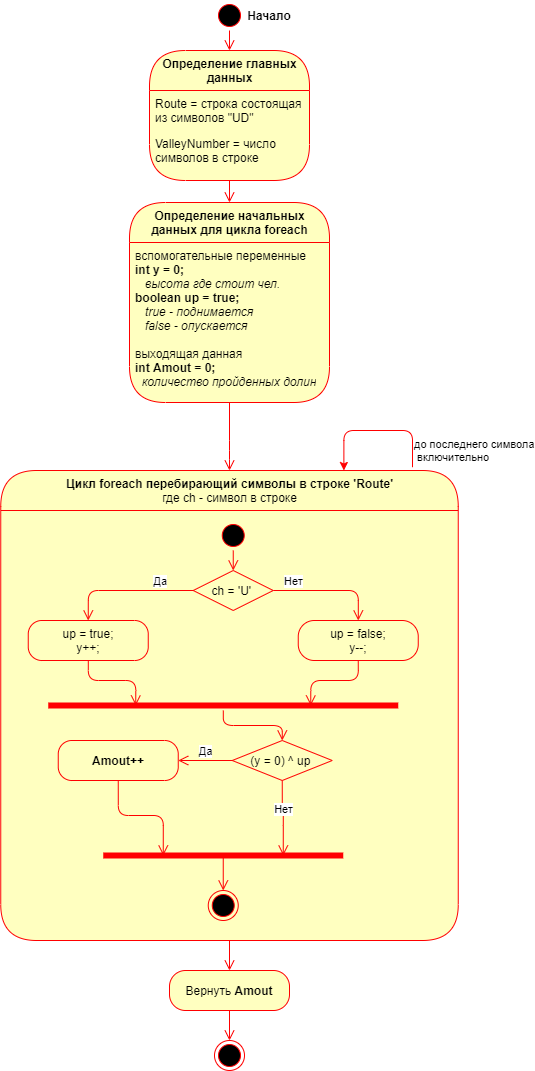 Начало
Определение главных
данных
Route = строка состоящая
из символов "UD"
ValleyNumber = число
символов в строке
Определение начальных
данных для цикла foreach
вспомогательные переменные
int y = 0;
высота где стоит чел.
boolean up = true;
true - поднимается
false - опускается
выходящая данная
int Amout = 0;
количество пройденных долин
до последнего символа
включительно
Цикл foreach перебирающий символы в строке 'Route'
где ch - символ в строке
ch = 'U'
Да
Нет
up = true;
y++;
up = false;
y--;
(y = 0) ^ up
Да
Amout++
Нет
Вернуть Amout